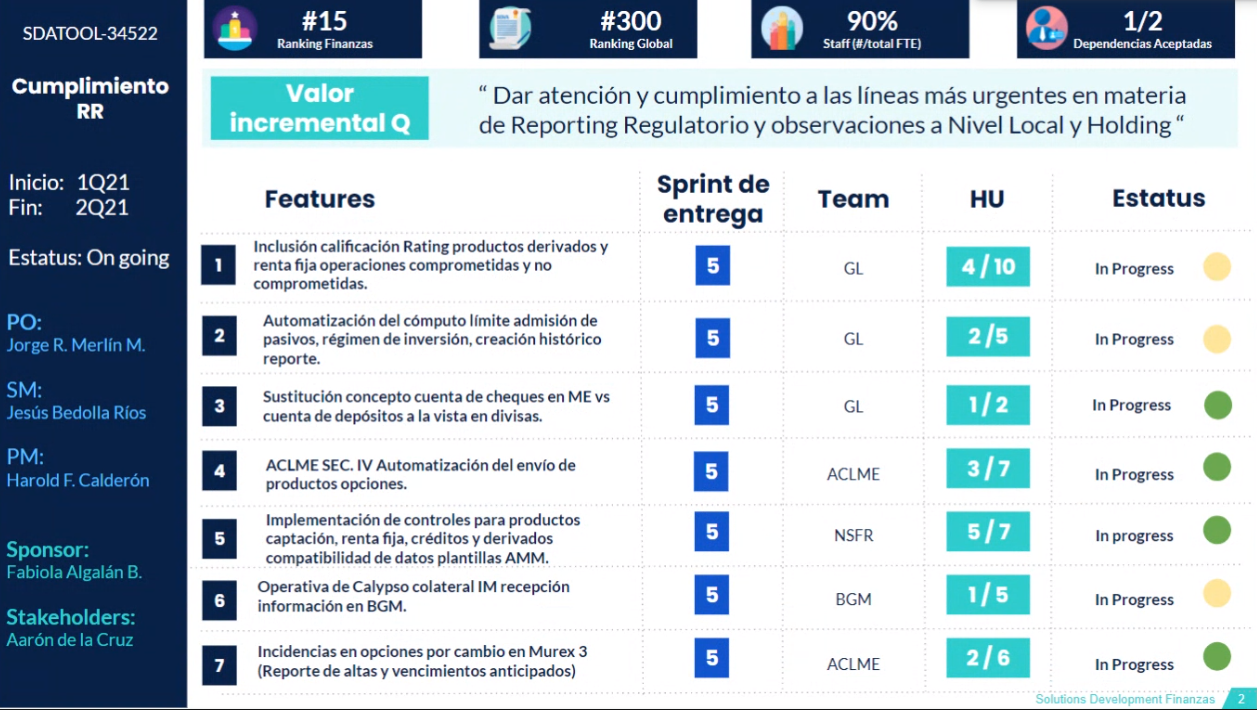 SDATOOL-34522
Cumplimiento
RR
Inicio: 1Q21
Fin: 2Q21
Estatus: On going
PO:
Jorge R. Merlín M.
SM:
Jesús Bedolla Ríos
PM:
Harold F. Calderón
Sponsor:
Fabiola Algalán B.
Stakeholders:
Aarón de la Cruz
#15
Ranking Finanzas
#300
Ranking Global
90%
Staff (#/total FTE)
1/2
Dependencias Aceptadas
Valor
incremental Q
“ Dar atención y cumplimiento a las líneas más urgentes en materia
de Reporting Regulatorio y observaciones a Nivel Local y Holding “
Features
Sprint de
entrega
Team
HU
Estatus
1
Inclusión calificación Rating productos derivados y
renta fija operaciones comprometidas y no
comprometidas.
5
GL
4 / 10
In Progress
2
Automatización del cómputo límite admisión de
pasivos, régimen de inversión, creación histórico
reporte.
5
GL
2 /5
In Progress
3
Sustitución concepto cuenta de cheques en ME vs
cuenta de depósitos a la vista en divisas.
5
GL
1 / 2
In Progress
4
ACLME SEC. IV Automatización del envío de
productos opciones.
5
ACLME
3 / 7
In Progress
5
Implementación de controles para productos
captación, renta fija, créditos y derivados
compatibilidad de datos plantillas AMM.
5
NSFR
5 / 7
In progress
6
Operativa de Calypso colateral IM recepción
información en BGM.
5
BGM
1 / 5
In Progress
7
Incidencias en opciones por cambio en Murex 3
(Reporte de altas y vencimientos anticipados)
5
ACLME
2 / 6
In Progress
Solutions Development Finanzas
2